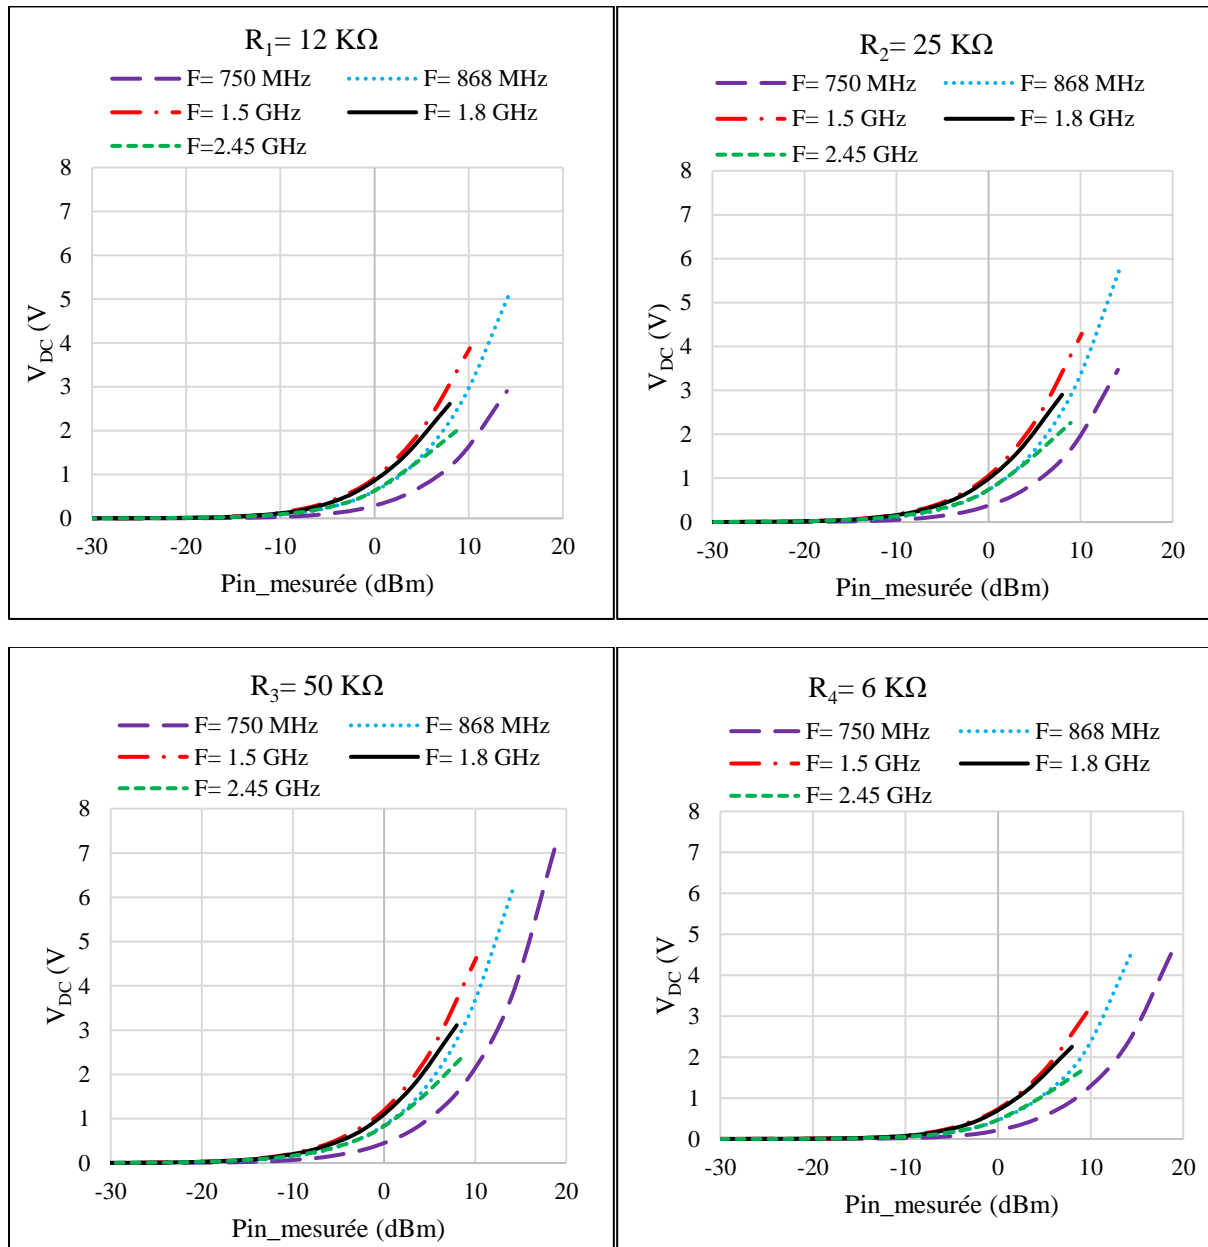 R1= 12 KΩ
F= 750 MHz F= 868 MHz
F= 1.5 GHz F= 1.8 GHz
F=2.45 GHz
8
7
6
5
4
3
2
1
0
-30 -20 -10 0 10 20
VDC (V
Pin_mesurée (dBm)
R2= 25 KΩ
F= 750 MHz F= 868 MHz
F= 1.5 GHz F= 1.8 GHz
F= 2.45 GHz
8
7
6
5
4
3
2
1
0
-30 -20 -10 0 10 20
VDC (V)
Pin_mesurée (dBm)
R3= 50 KΩ
F= 750 MHz F= 868 MHz
F= 1.5 GHz F= 1.8 GHz
F= 2.45 GHz
8
7
6
5
4
3
2
1
0
-30 -20 -10 0 10 20
VDC (V
Pin_mesurée (dBm)
R4= 6 KΩ
F= 750 MHz F= 868 MHz
F= 1.5 GHz F= 1.8 GHz
F= 2.45 GHz
8
7
6
5
4
3
2
1
0
-30 -20 -10 0 10 20
VDC (V
Pin_mesurée (dBm)